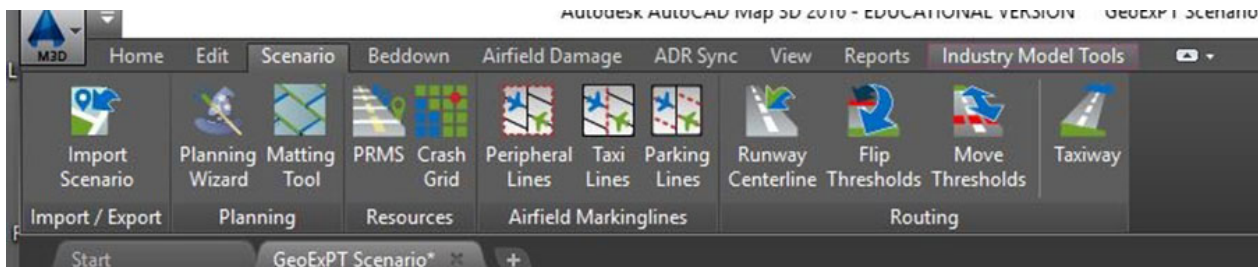 Autodesk AutoCAD Map 3D 2016 - EDUCATIONAL VERSION GeoExPT Scenario
M3D Home Edit Scenario Beddown Airfield Damage ADR Sync View Reports Industry Model Tools
Import Planning Matting PRMS Crash Peripheral Taxi Parking Runway Flip Move Taxiway
Scenario Wizard Tool Grid Lines Lines Lines Centerline Thresholds Thresholds
Import / Export Planning Resources Airfield Markinglines Routing
Start GeoExPT Scenario* +